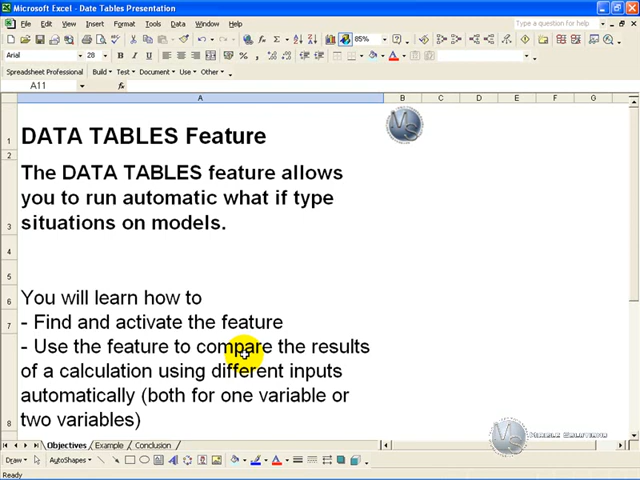 Microsoft Excel - Date Tables Presentation
File Edit View Insert Format Tools Data Window Help
Type a question for help
85%
Arial 28 B I U
Spreadsheet Professional Build Test Document Use Other
A11 fx
A B C D E F G
1 DATA TABLES Feature
2
The DATA TABLES feature allows
you to run automatic what if type
3 situations on models.
4
5
6 You will learn how to
7 - Find and activate the feature
- Use the feature to compare the results
of a calculation using different inputs
automatically (both for one variable or
8 two variables)
Objectives Example Conclusion
Draw AutoShapes
Ready